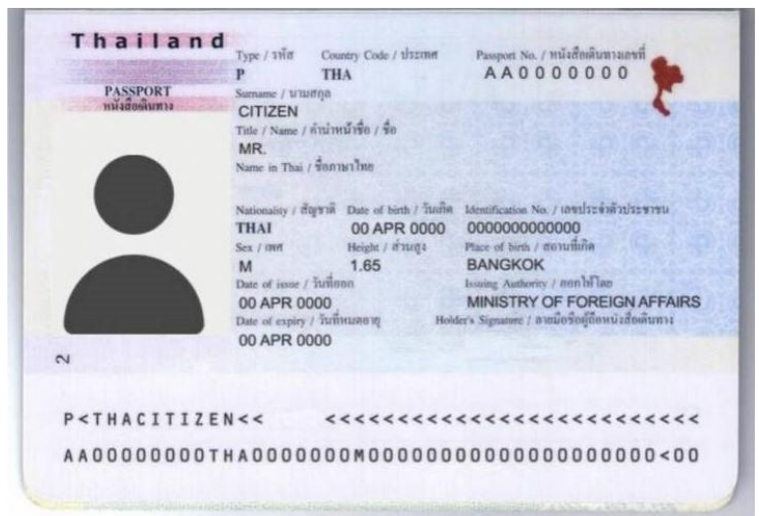 Thailand
PASSPORT
หนังสือเดินทาง
Type / รหัส Country Code / ประเทศ Passport No. / หนังสือเดินทางเลขที่
P THA AA0000000
Surname / นามสกุล
CITIZEN
Title / Name / คำนำหน้าชื่อ / ชื่อ
MR.
Name in Thai / ชื่อภาษาไทย
Nationality / สัญชาติ Date of birth / วันเกิด Identification No. / เลขประจำตัวประชาชน
THAI 00 APR 0000 0000000000000
Sex / เพศ Height / ส่วนสูง Place of birth / สถานที่เกิด
M 1.65 BANGKOK
Date of issue / วันที่ออก Issuing Authority / ออกให้โดย
00 APR 0000 MINISTRY OF FOREIGN AFFAIRS
Date of expiry / วันที่หมดอายุ Holder's Signature / ลายมือชื่อผู้ถือหนังสือเดินทาง
00 APR 0000
2
P<THACITIZEN<< <<<<<<<<<<<<<<<<<<<<<<<<<<
AA00000000THA0000000M00000000000000000000<00